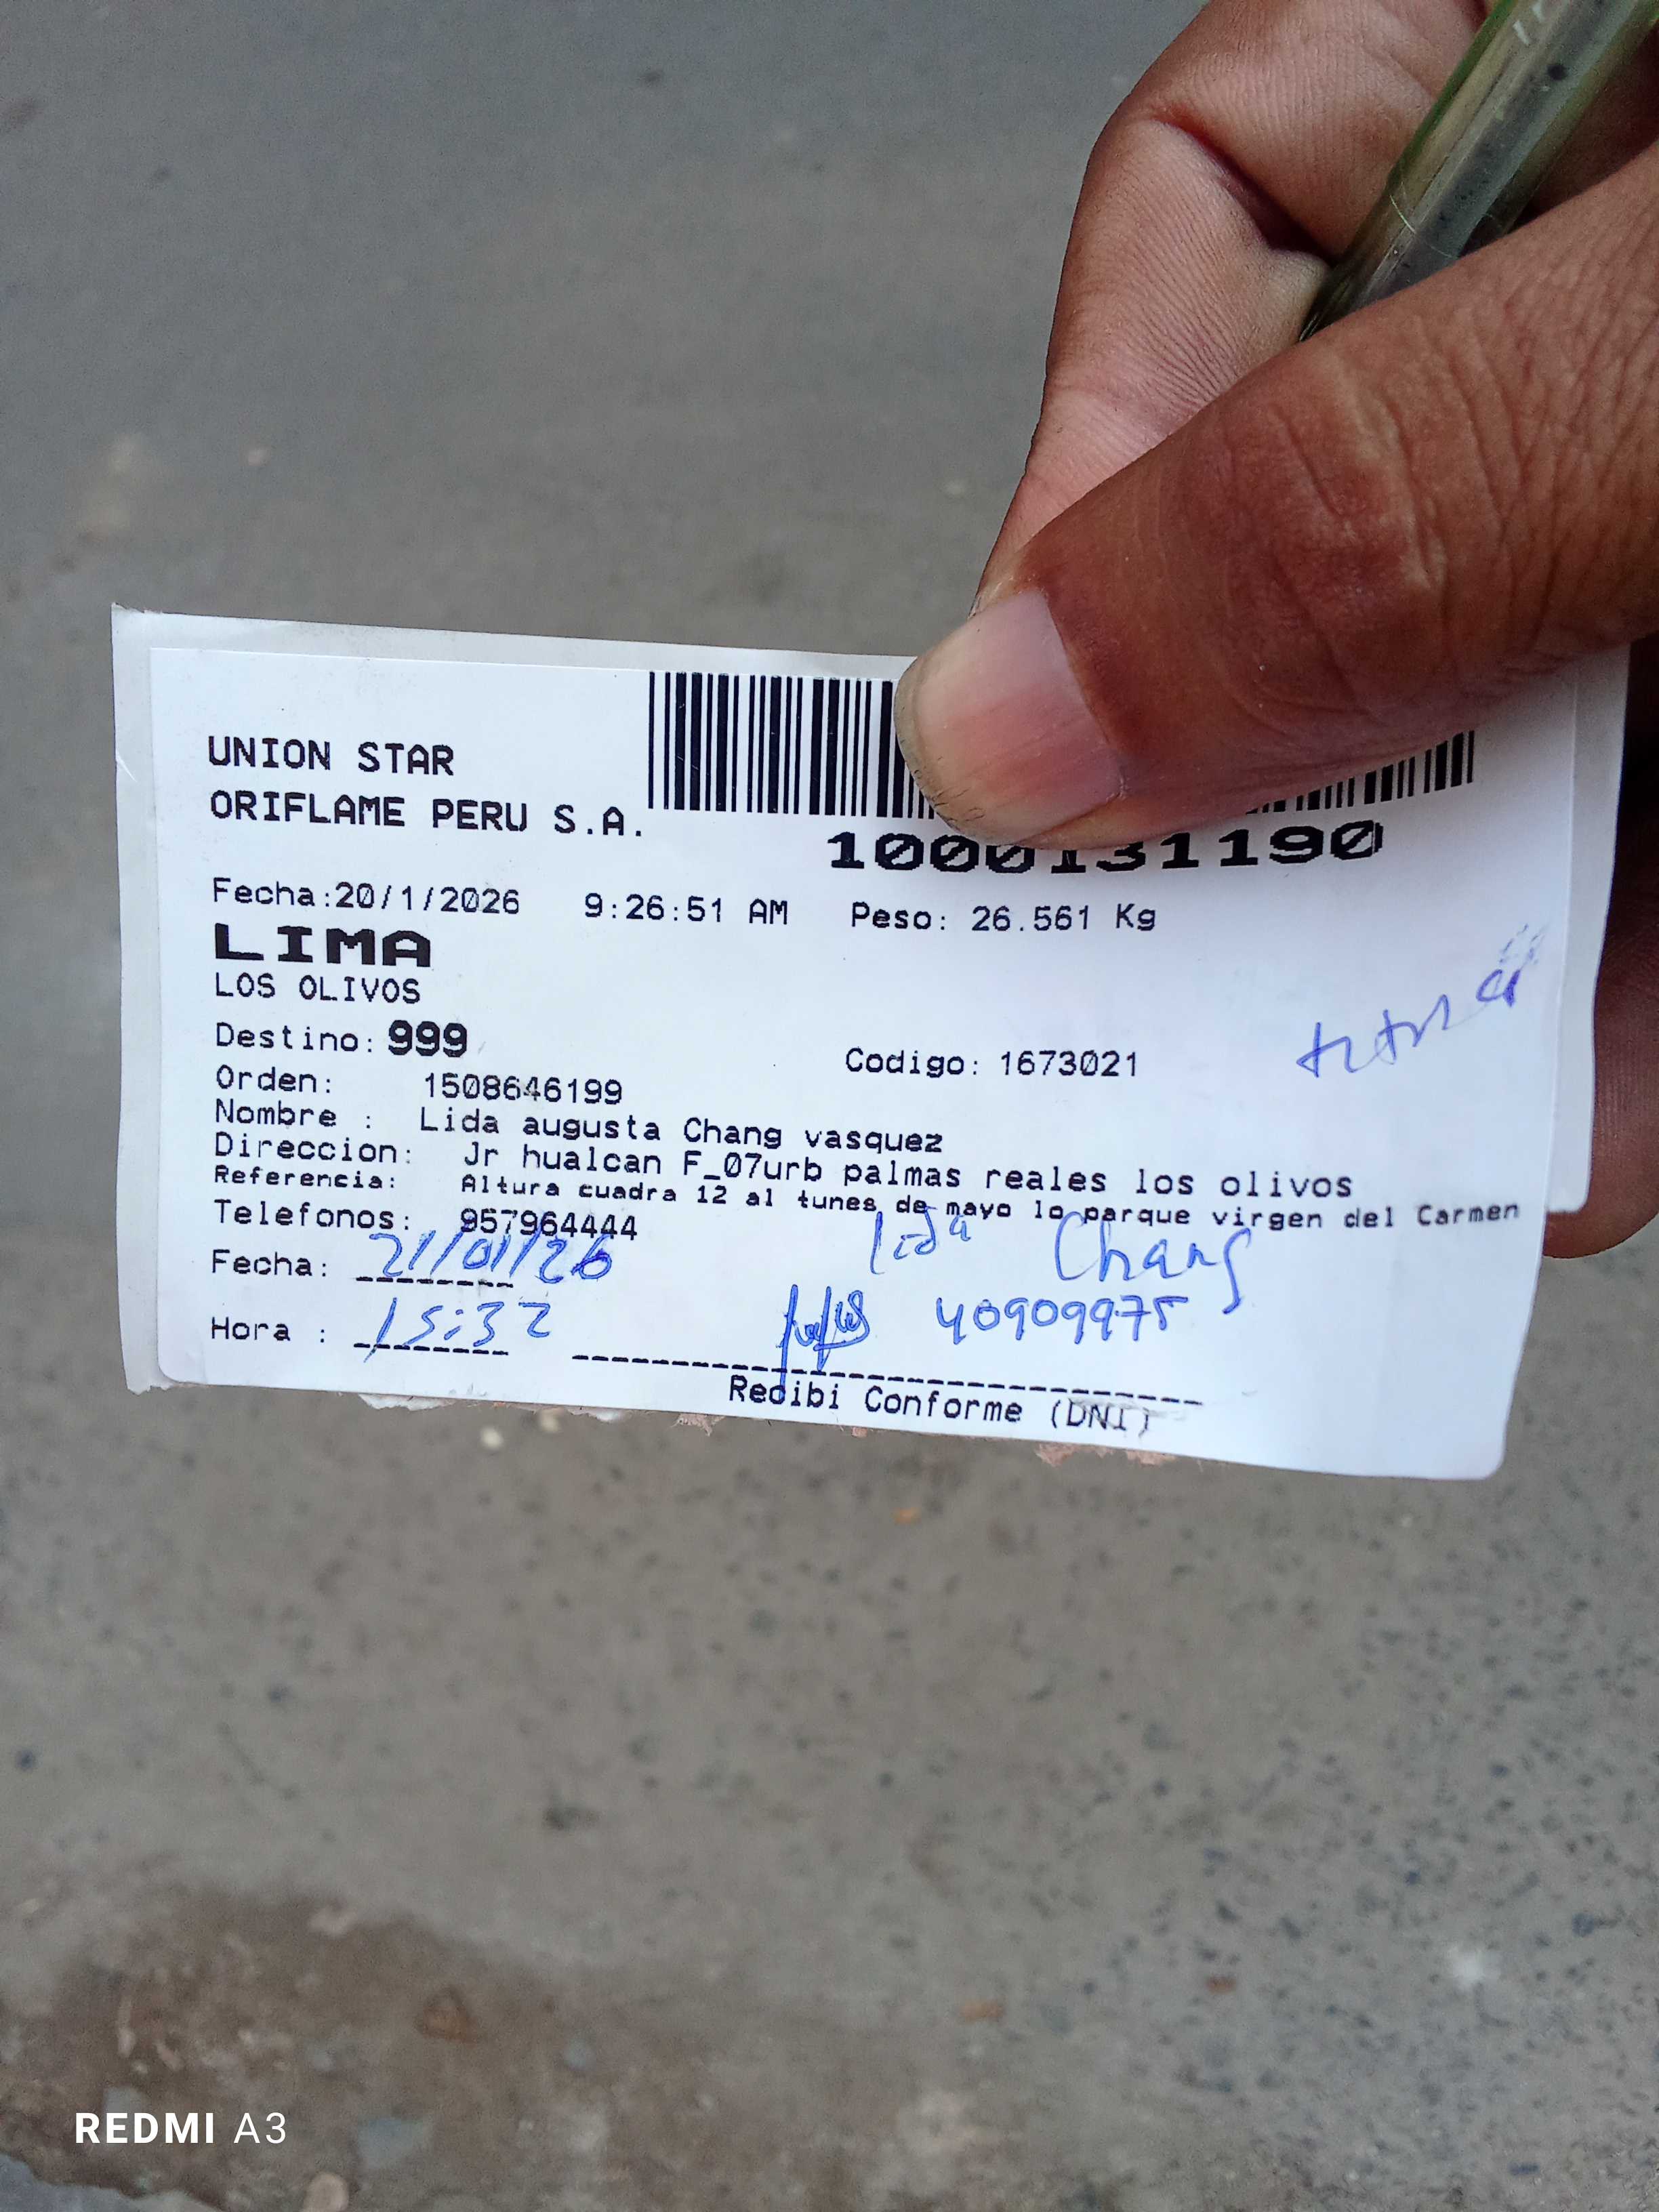 UNION STAR
ORIFLAME PERU S.A.
1000131190
Fecha:20/1/2026 9:26:51 AM Peso: 26.561 Kg
LIMA
LOS OLIVOS
Destino: 999 Codigo: 1673021
Orden: 1508646199
Nombre : Lida augusta Chang vasquez
Direccion: Jr hualcan F_07urb palmas reales los olivos
Referencia: Altura cuadra 12 al tunes de mayo lo parque virgen del Carmen
Telefonos: 957964444
lida Chang
Fecha: 21/01/26
Hora : 15:32 40909975
Recibi Conforme (DNI)
REDMI A3